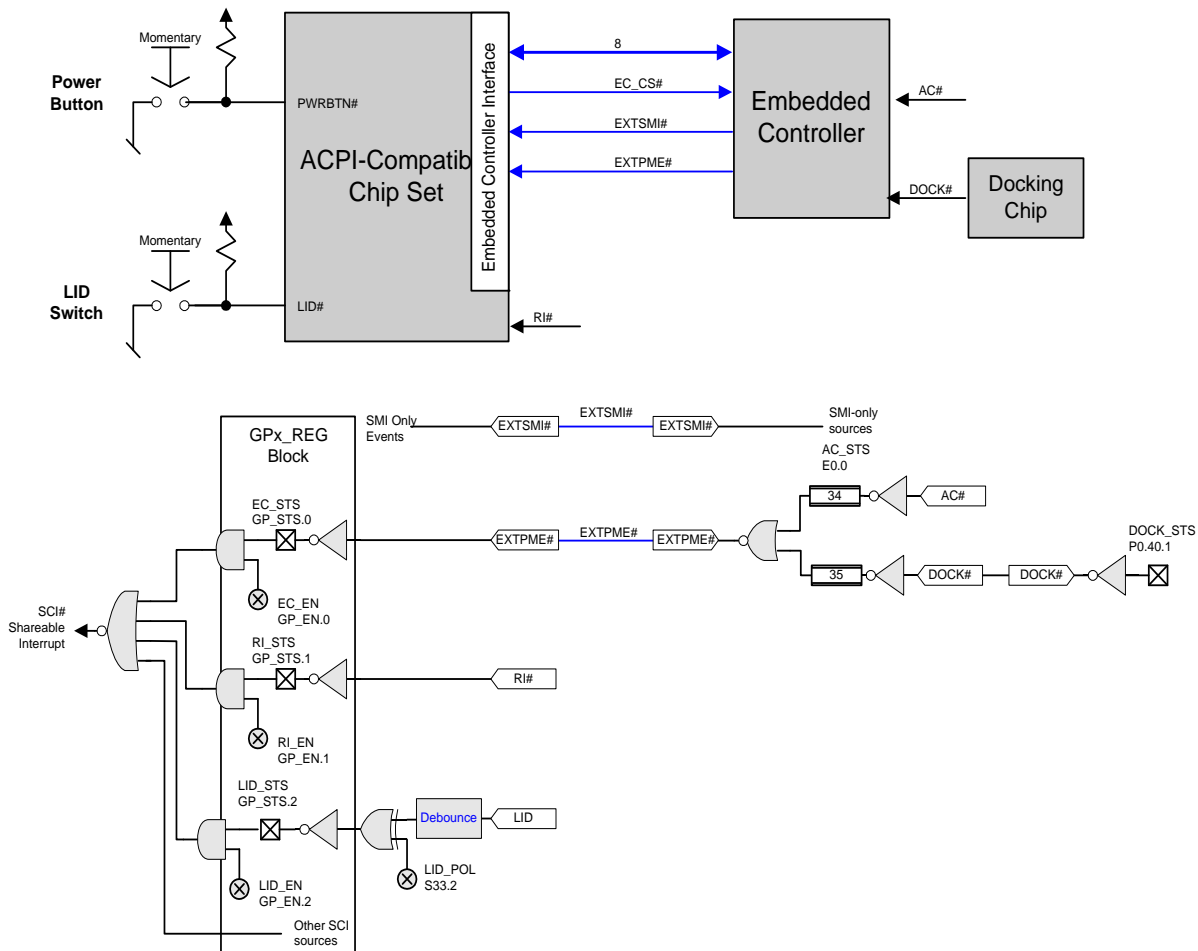 Momentary
Power
Button
PWRBTN#
ACPI-Compatib
Chip Set
Embedded Controller Interface
8
EC_CS#
EXTSMI#
EXTPME#
Embedded
Controller
AC#
DOCK#
Docking
Chip
Momentary
LID
Switch
LID#
RI#
GPx_REG
Block
SMI Only
Events
EXTSMI#
EXTSMI#
EXTSMI#
SMI-only
sources
AC_STS
E0.0
34
AC#
EC_STS
GP_STS.0
EXTPME#
EXTPME#
EXTPME#
DOCK_STS
P0.40.1
35
DOCK#
DOCK#
EC_EN
GP_EN.0
SCI#
Shareable
Interrupt
RI_STS
GP_STS.1
RI#
RI_EN
GP_EN.1
LID_STS
GP_STS.2
Debounce
LID
LID_POL
S33.2
LID_EN
GP_EN.2
Other SCI
sources